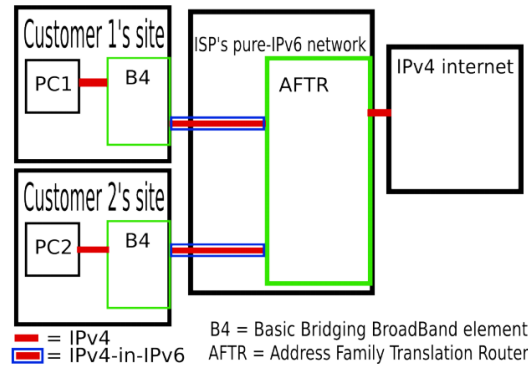 Customer 1's site
PC1
B4
ISP's pure-IPv6 network
AFTR
IPv4 internet
Customer 2's site
PC2
B4
= IPv4
= IPv4-in-IPv6
B4 = Basic Bridging BroadBand element
AFTR = Address Family Translation Router